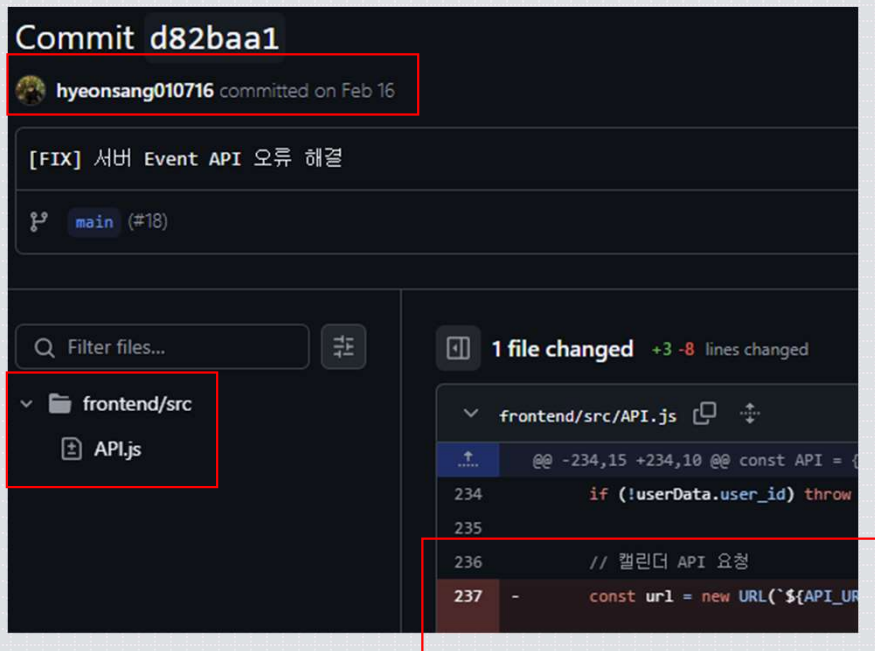 Commit d82baa1
hyeonsang010716 committed on Feb 16
[FIX] 서버 Event API 오류 해결
main (#18)
Filter files...
frontend/src
API.js
1 file changed +3 -8 lines changed
frontend/src/API.js
@@ -234,15 +234,10 @@ const API = {
234 if (!userData.user_id) throw
235
236 // 캘린더 API 요청
237 - const url = new URL(`${API_UR